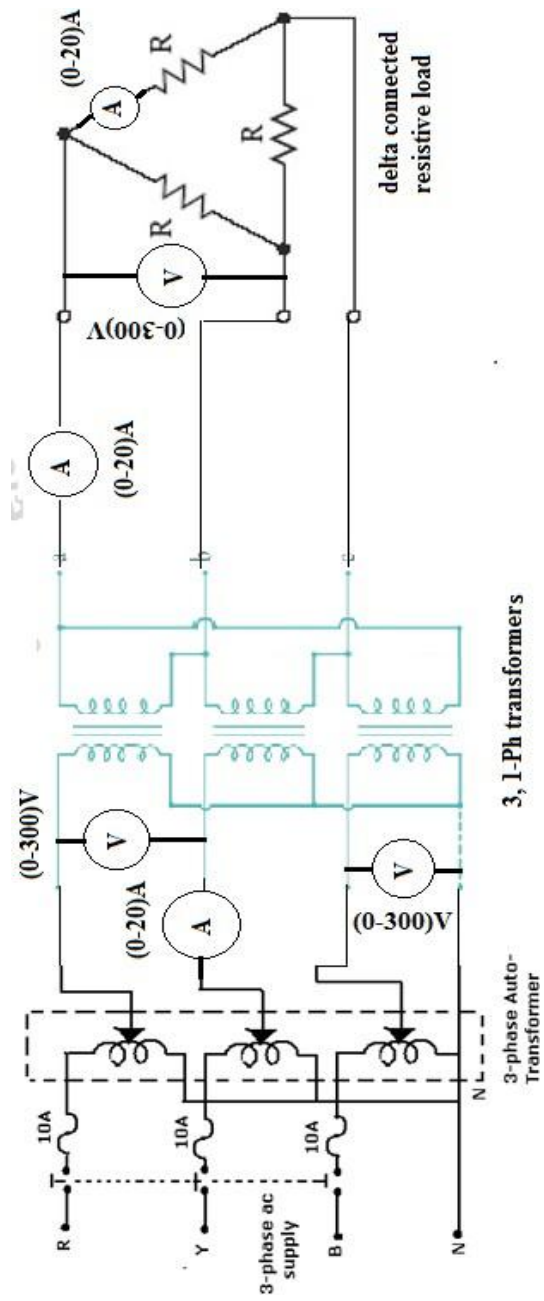 R
Y
B
N
3-phase ac
supply
10A
10A
10A
N
3-phase Auto-
Transformer
(0-300)V
V
(0-20)A
A
V
(0-300)V
3, 1-Ph transformers
a
b
c
A
(0-20)A
(0-300)V
V
(0-20)A
A
R
R
R
delta connected
resistive load